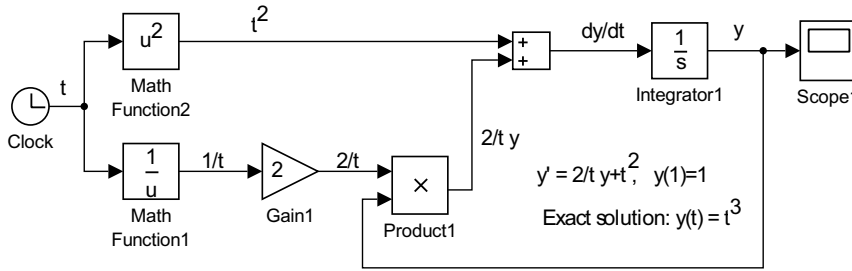 t
u²
t²
Math
Function2
Clock
1
u
Math
Function1
1/t
2
Gain1
2/t
×
Product1
2/t y
+
+
dy/dt
1
s
Integrator1
y
Scope1
y' = 2/t y+t², y(1)=1
Exact solution: y(t) = t³